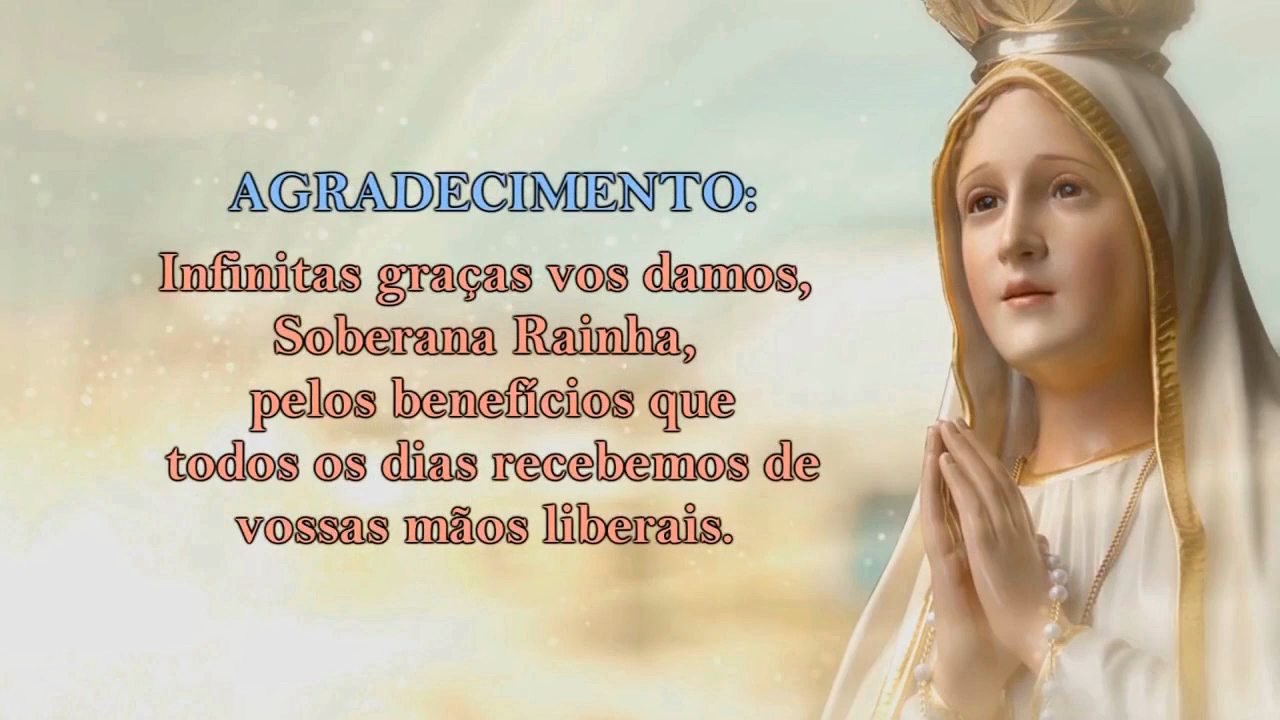 AGRADECIMENTO:
Infinitas graças vos damos,
Soberana Rainha,
pelos benefícios que
todos os dias recebemos de
vossas mãos liberais.